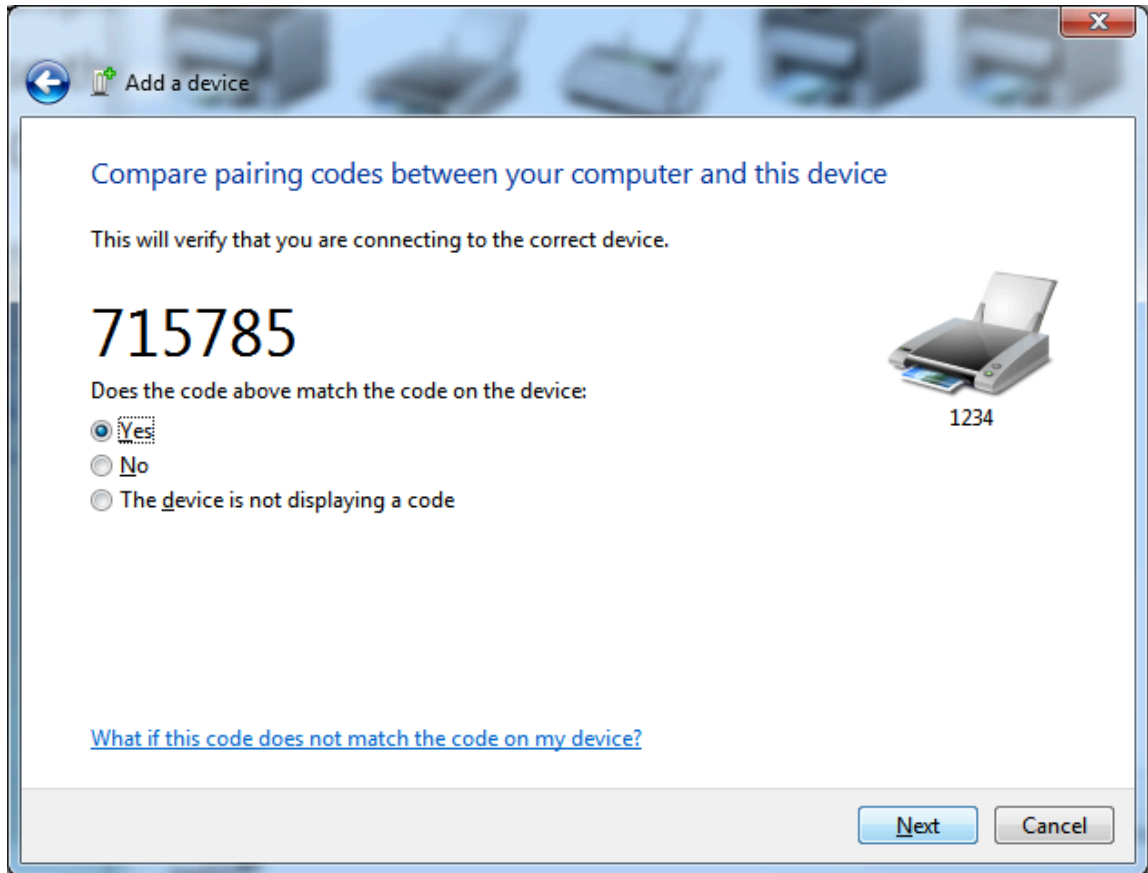 Add a device
Compare pairing codes between your computer and this device
This will verify that you are connecting to the correct device.
715785
Does the code above match the code on the device:
1234
Yes
No
The device is not displaying a code
What if this code does not match the code on my device?
Next
Cancel